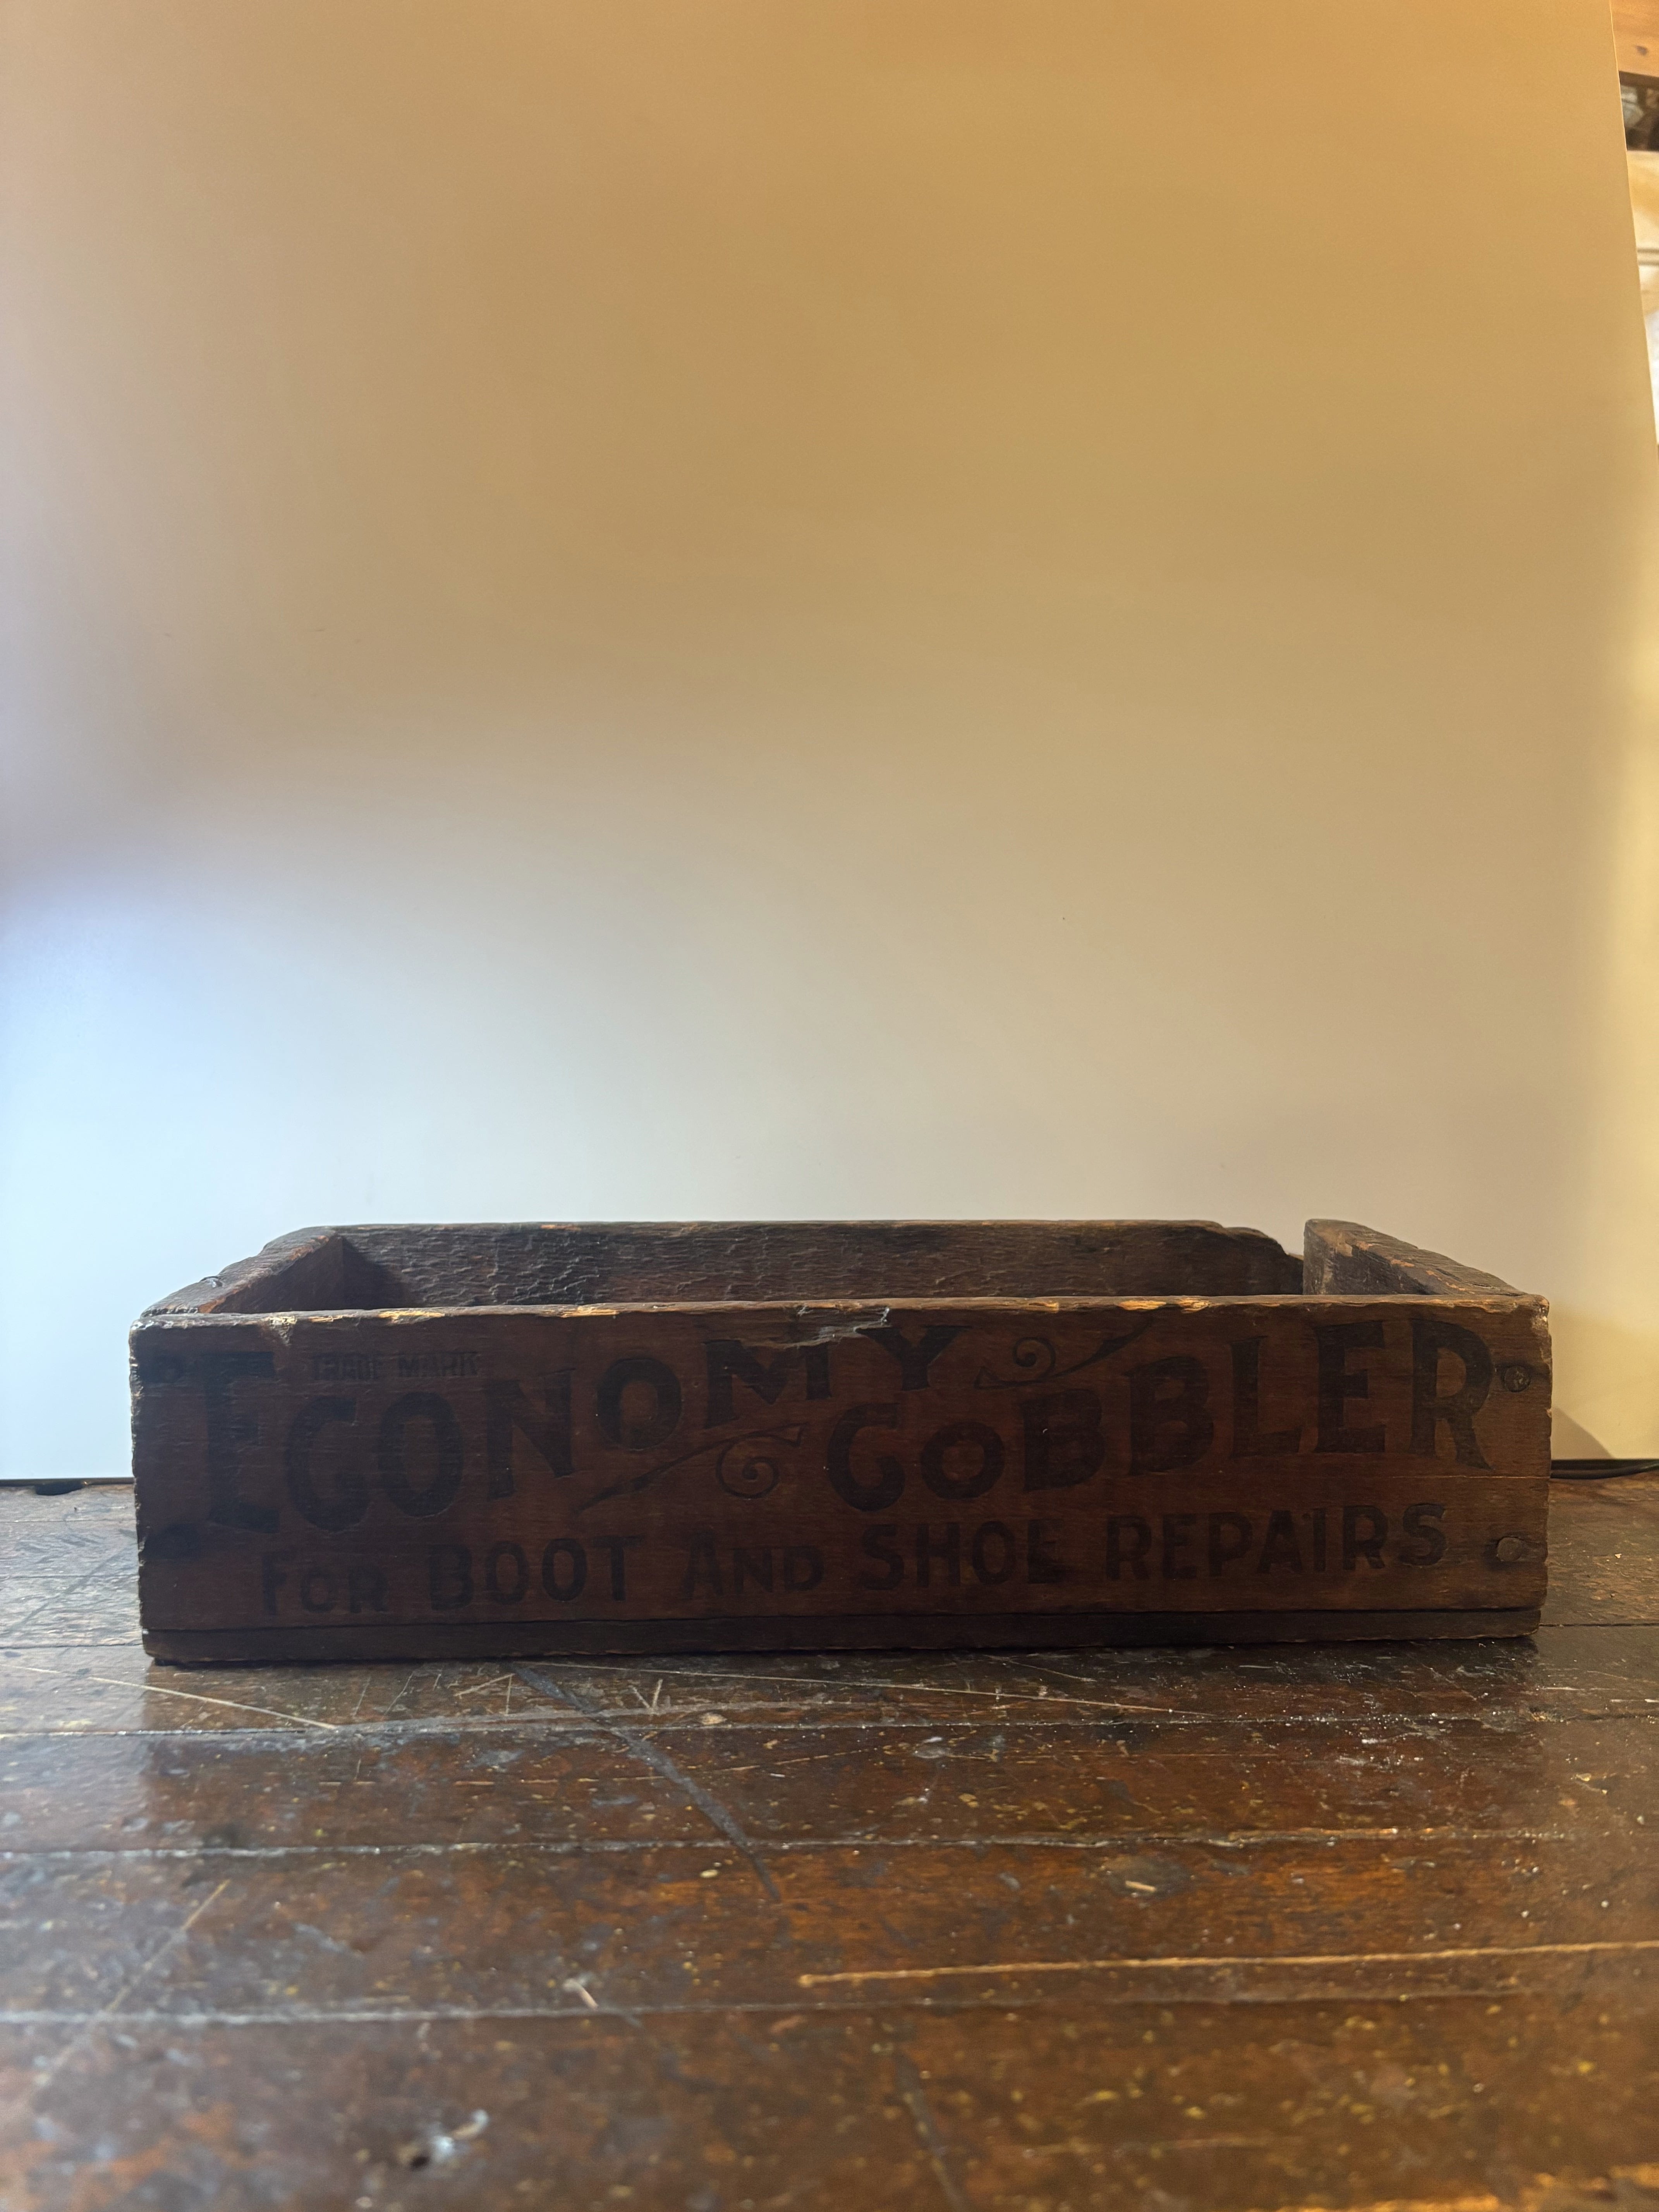 TRADE MARK
ECONOMY COBBLER
FOR BOOT AND SHOE REPAIRS